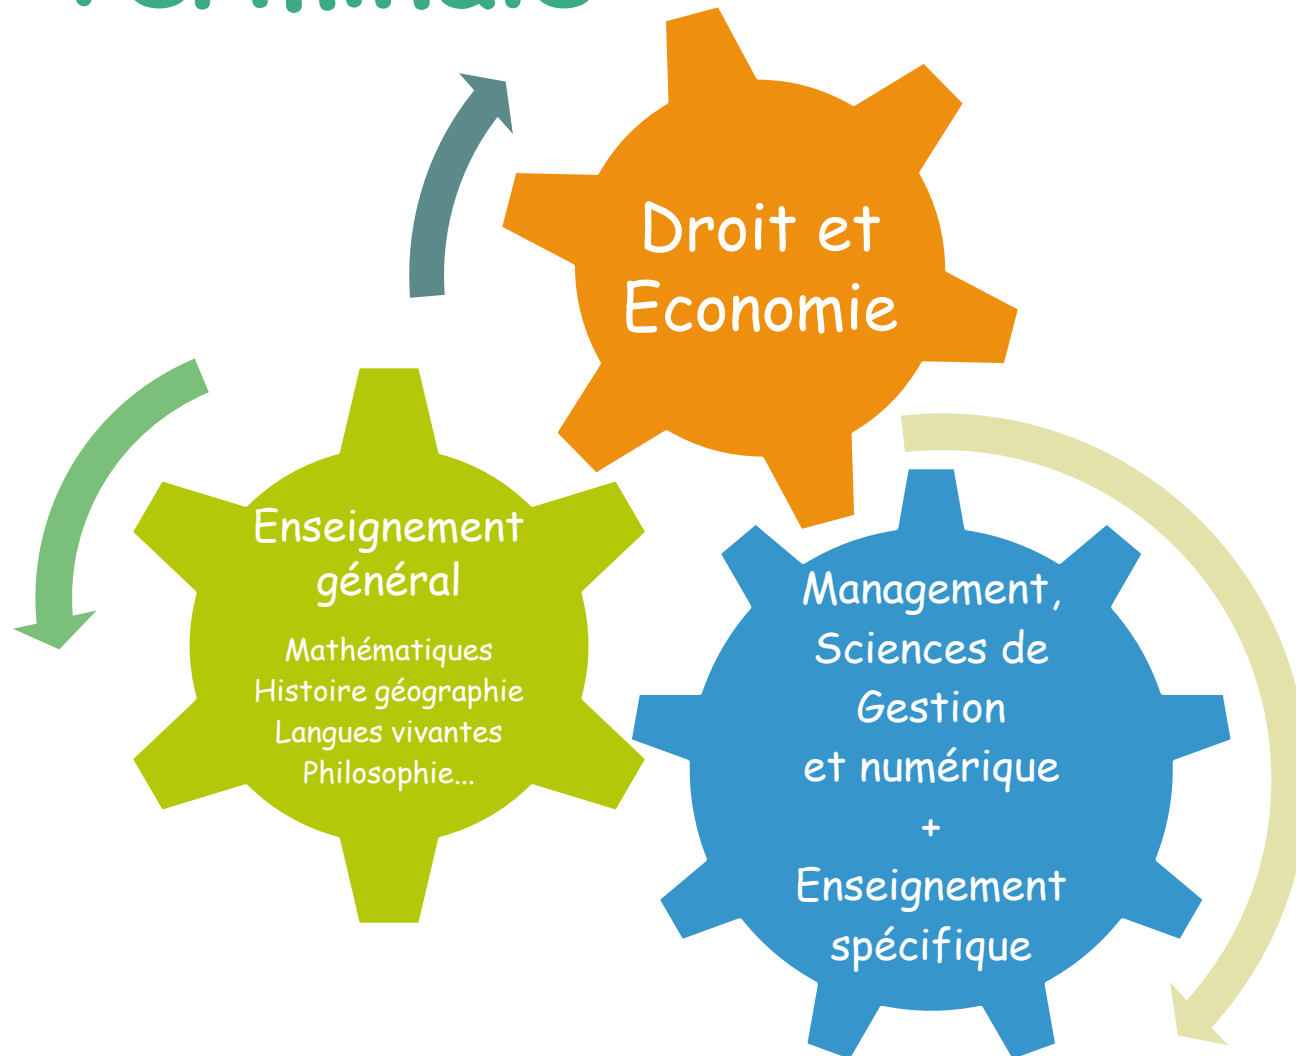 Droit et
Economie
Enseignement
général
Mathématiques
Histoire géographie
Langues vivantes
Philosophie...
Management,
Sciences de
Gestion
et numérique
+
Enseignement
spécifique